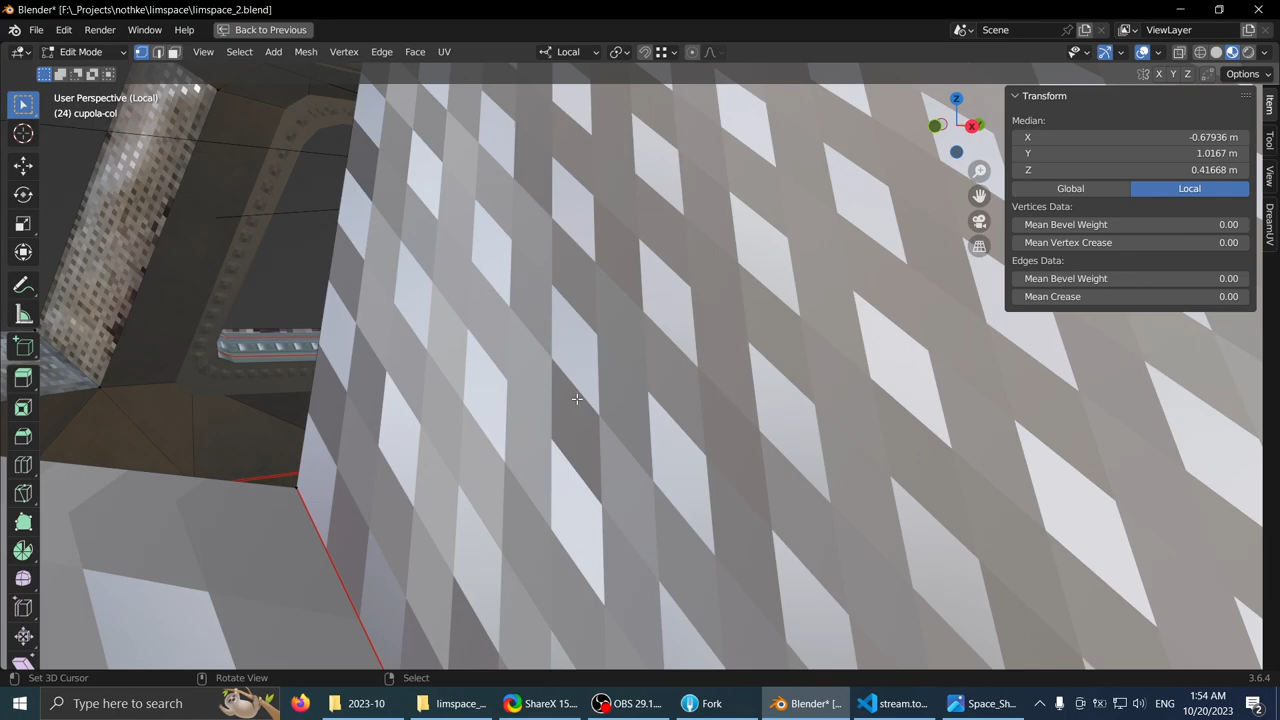 Blender* [F:\_Projects\nothke\limspace\limspace_2.blend]
File Edit Render Window Help Back to Previous Scene ViewLayer
Edit Mode View Select Add Mesh Vertex Edge Face UV Local
X Y Z Options
User Perspective (Local)
(24) cupola-col
Z
X
Y
Transform
Median:
X -0.67936 m
Y 1.0167 m
Z 0.41668 m
Global Local
Vertices Data:
Mean Bevel Weight 0.00
Mean Vertex Crease 0.00
Edges Data:
Mean Bevel Weight 0.00
Mean Crease 0.00
Item
Tool
View
DreamUV
Set 3D Cursor Rotate View Select 3.6.4
Type here to search 2023-10 limspace_... ShareX 15.... OBS 29.1.... Fork Blender* [... stream.to... Space_Sh... ENG 1:54 AM
10/20/2023
2